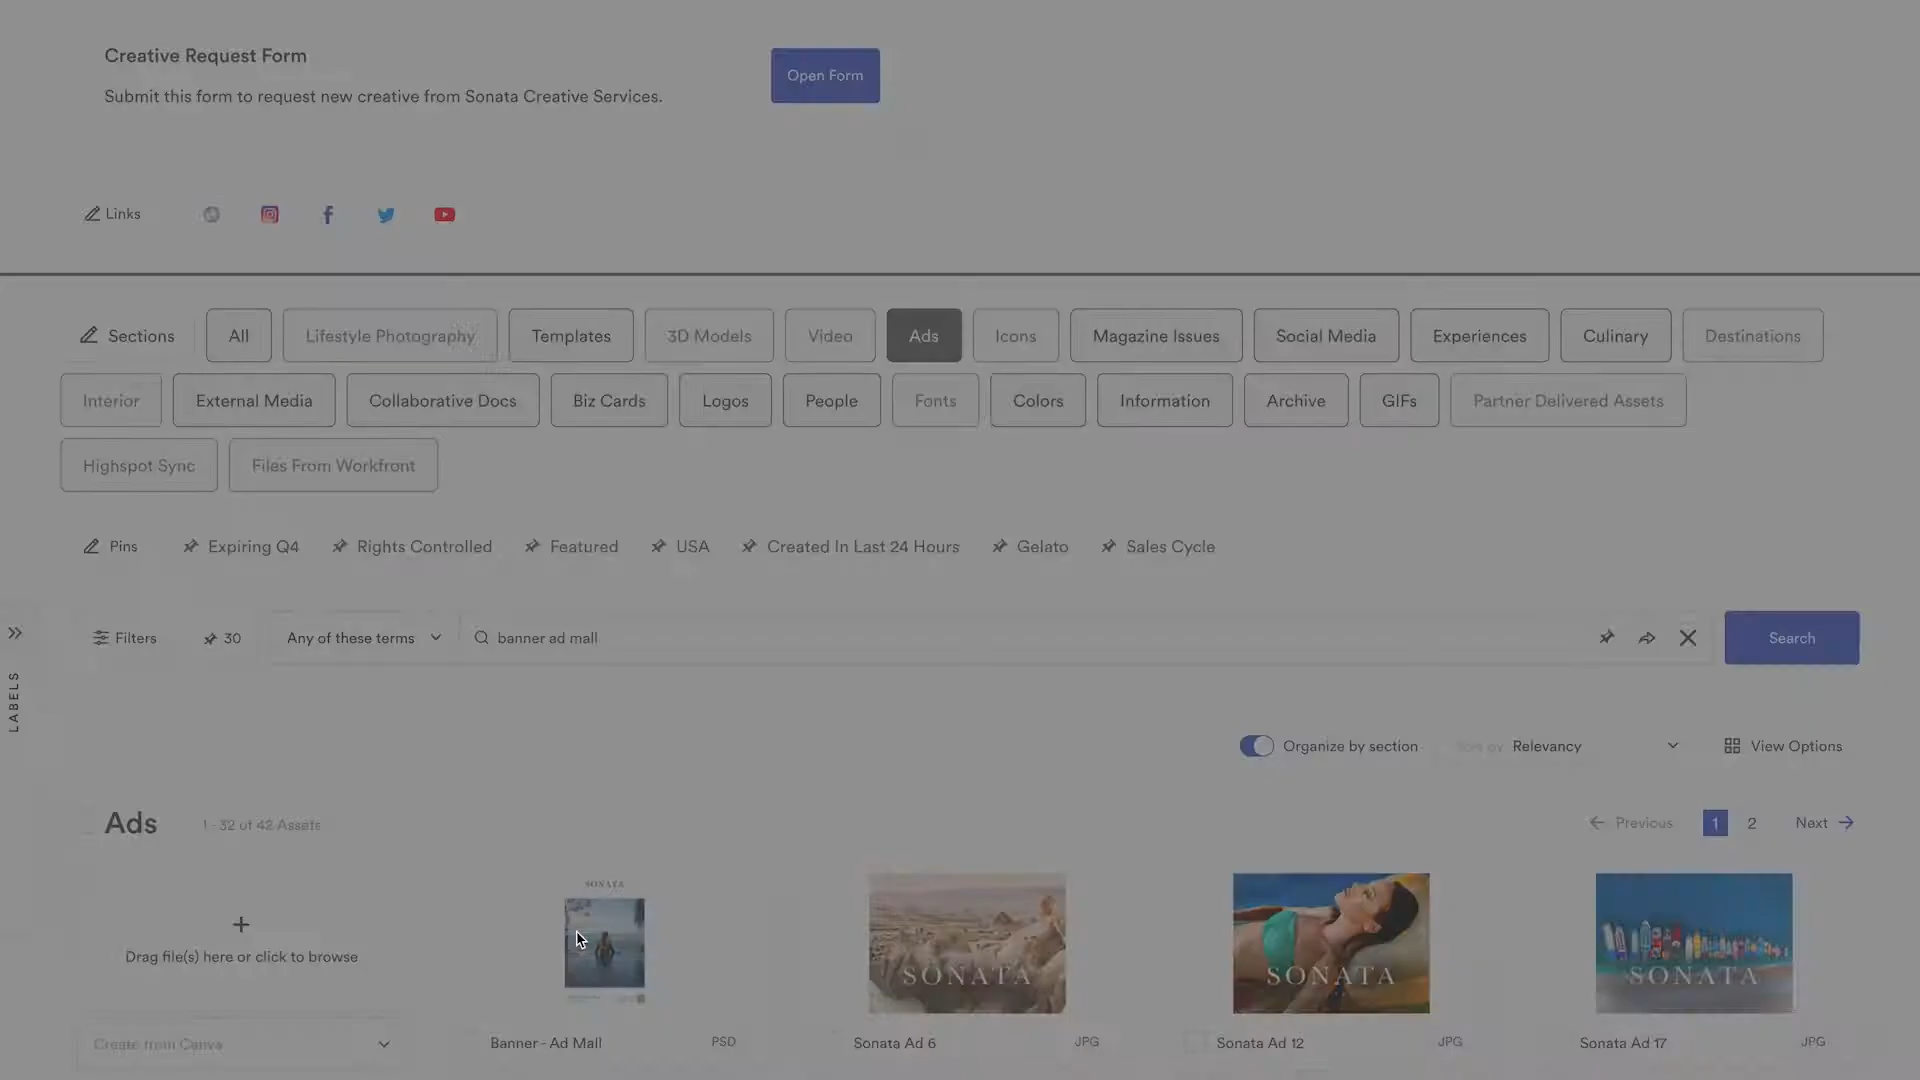 Creative Request Form
Open Form
Submit this form to request new creative from Sonata Creative Services.
Links
Sections All Lifestyle Photography Templates 3D Models Video Ads Icons Magazine Issues Social Media Experiences Culinary Destinations
Interior External Media Collaborative Docs Biz Cards Logos People Fonts Colors Information Archive GIFs Partner Delivered Assets
Highspot Sync Files From Workfront
Pins Expiring Q4 Rights Controlled Featured USA Created In Last 24 Hours Gelato Sales Cycle
Filters 30 Any of these terms banner ad mall Search
LABELS
Organize by section Sort by Relevancy View Options
Ads 1 - 32 of 42 Assets Previous 1 2 Next
SONATA
Drag file(s) here or click to browse
SONATA SONATA SONATA
Create from Canva
Banner - Ad Mall PSD Sonata Ad 6 JPG Sonata Ad 12 JPG Sonata Ad 17 JPG